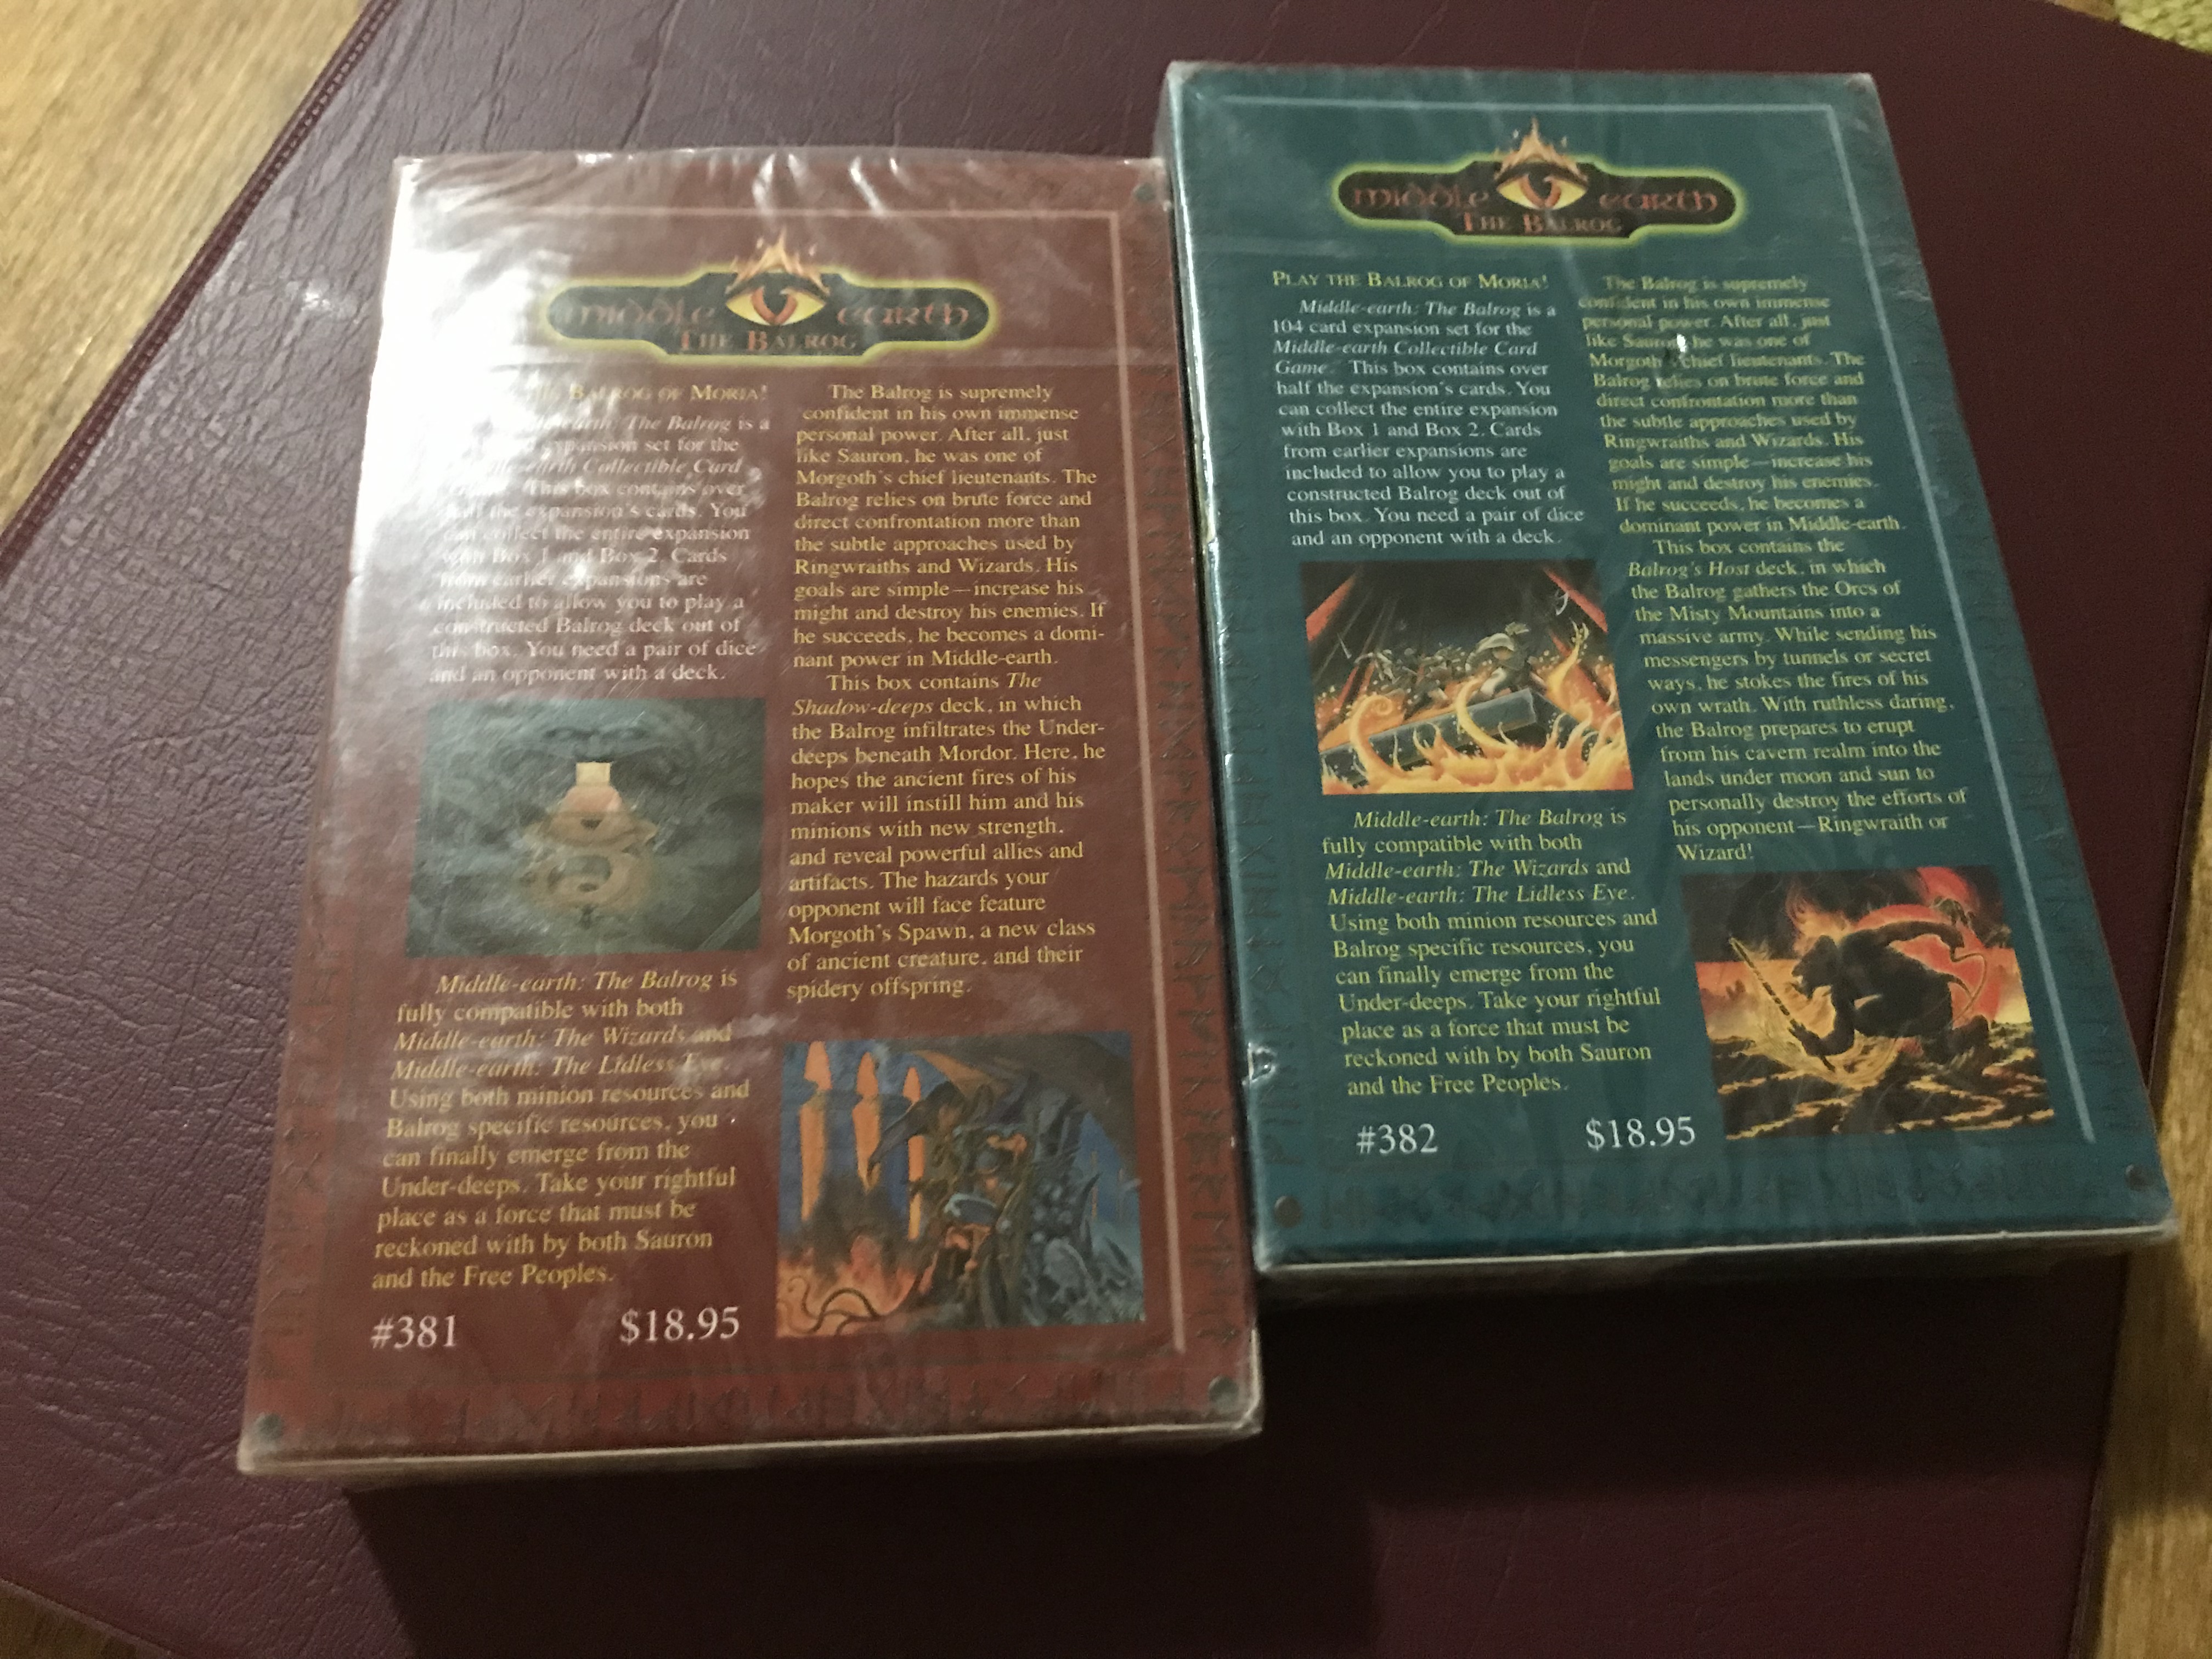 middle earth
THE BALROG
BALROG OF MORIA!
The Balrog is a
expansion set for the
Collectible Card
This box contains over
the expansion's cards. You
can collect the entire expansion
with Box 1 and Box 2. Cards
from earlier expansions are
included to allow you to play a
constructed Balrog deck out of
this box. You need a pair of dice
and an opponent with a deck.
Middle-earth: The Balrog is
fully compatible with both
Middle-earth: The Wizards and
Middle-earth: The Lidless Eye.
Using both minion resources and
Balrog specific resources, you
can finally emerge from the
Under-deeps. Take your rightful
place as a force that must be
reckoned with by both Sauron
and the Free Peoples.
#381 $18.95
The Balrog is supremely
confident in his own immense
personal power. After all, just
like Sauron, he was one of
Morgoth's chief lieutenants. The
Balrog relies on brute force and
direct confrontation more than
the subtle approaches used by
Ringwraiths and Wizards. His
goals are simple—increase his
might and destroy his enemies. If
he succeeds, he becomes a domi-
nant power in Middle-earth.
This box contains The
Shadow-deeps deck, in which
the Balrog infiltrates the Under-
deeps beneath Mordor. Here, he
hopes the ancient fires of his
maker will instill him and his
minions with new strength,
and reveal powerful allies and
artifacts. The hazards your
opponent will face feature
Morgoth's Spawn, a new class
of ancient creature, and their
spidery offspring.
middle earth
THE BALROG
PLAY THE BALROG OF MORIA!
Middle-earth: The Balrog is a
104 card expansion set for the
Middle-earth Collectible Card
Game. This box contains over
half the expansion's cards. You
can collect the entire expansion
with Box 1 and Box 2. Cards
from earlier expansions are
included to allow you to play a
constructed Balrog deck out of
this box. You need a pair of dice
and an opponent with a deck.
Middle-earth: The Balrog is
fully compatible with both
Middle-earth: The Wizards and
Middle-earth: The Lidless Eye.
Using both minion resources and
Balrog specific resources, you
can finally emerge from the
Under-deeps. Take your rightful
place as a force that must be
reckoned with by both Sauron
and the Free Peoples.
#382 $18.95
The Balrog is supremely
confident in his own immense
personal power. After all, just
like Sauron, he was one of
Morgoth's chief lieutenants. The
Balrog relies on brute force and
direct confrontation more than
the subtle approaches used by
Ringwraiths and Wizards. His
goals are simple—increase his
might and destroy his enemies.
If he succeeds, he becomes a
dominant power in Middle-earth.
This box contains the
Balrog's Host deck, in which
the Balrog gathers the Orcs of
the Misty Mountains into a
massive army. While sending his
messengers by tunnels or secret
ways, he stokes the fires of his
own wrath. With ruthless daring,
the Balrog prepares to erupt
from his cavern realm into the
lands under moon and sun to
personally destroy the efforts of
his opponent—Ringwraith or
Wizard!